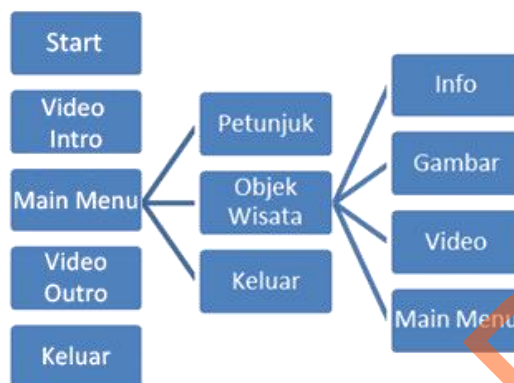 Start
Video
Intro
Main Menu
Video
Outro
Keluar
Petunjuk
Objek
Wisata
Keluar
Info
Gambar
Video
Main Menu